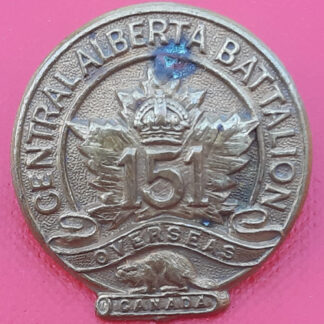 CENTRAL ALBERTA BATTALION
151
OVERSEAS
CANADA